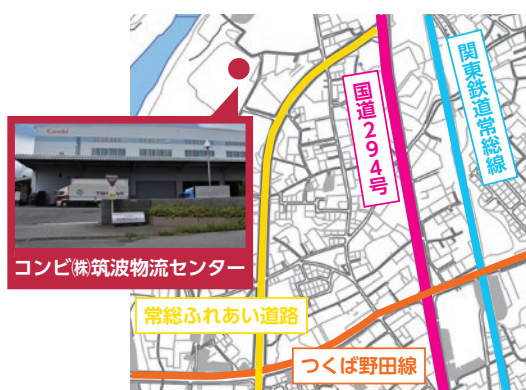 関東鉄道常総線
国道294号
Combi
コンビ㈱筑波物流センター
常総ふれあい道路
つくば野田線